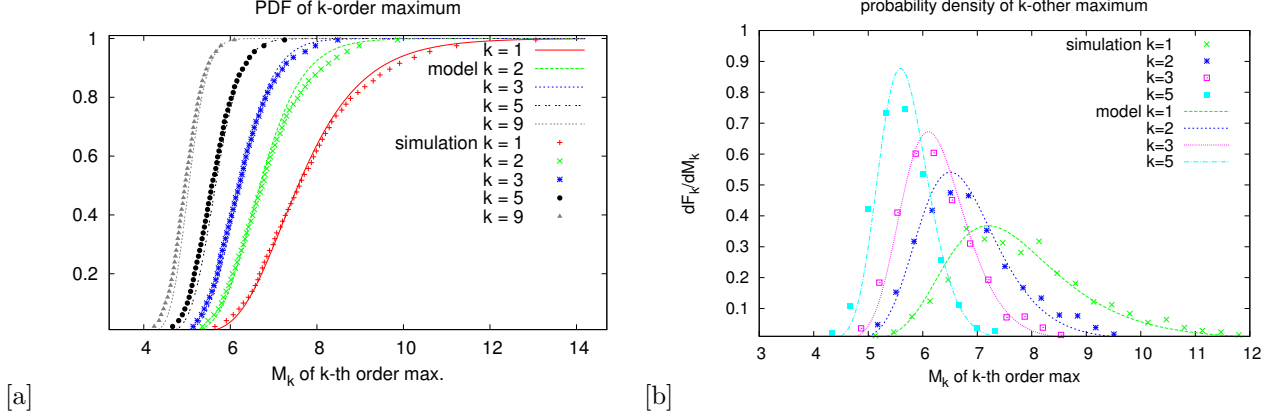 PDF of k-order maximum
1
0.8
0.6
0.4
0.2
4
6
8
10
12
14
M_k of k-th order max.
k = 1
model k = 2
k = 3
k = 5
k = 9
simulation k = 1
k = 2
k = 3
k = 5
k = 9
[a]
probability density of k-other maximum
1
0.9
0.8
0.7
0.6
0.5
0.4
0.3
0.2
0.1
dF_k/dM_k
3
4
5
6
7
8
9
10
11
12
M_k of k-th order max
simulation k=1
k=2
k=3
k=5
model k=1
k=2
k=3
k=5
[b]